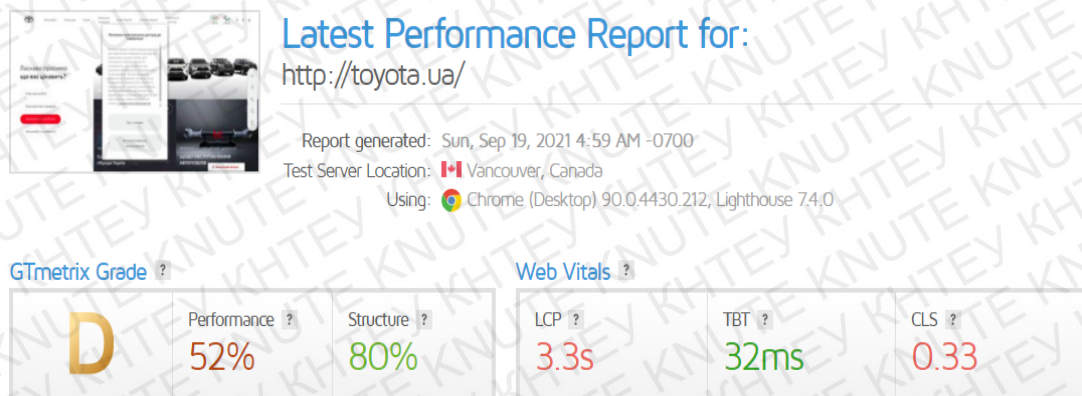 Latest Performance Report for:
http://toyota.ua/
Report generated: Sun, Sep 19, 2021 4:59 AM -0700
Test Server Location: Vancouver, Canada
Using: Chrome (Desktop) 90.0.4430.212, Lighthouse 7.4.0
GTmetrix Grade ?
Web Vitals ?
D
Performance ?
52%
Structure ?
80%
LCP ?
3.3s
TBT ?
32ms
CLS ?
0.33
KNUTE KHTEY